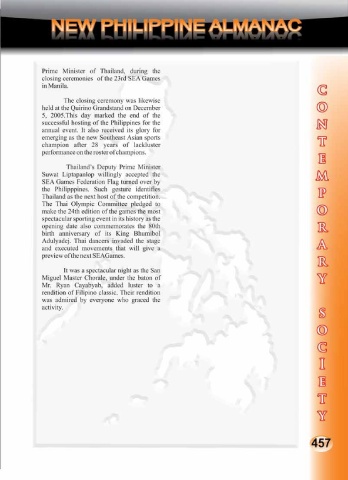 NEW PHILIPPINE ALMANAC
Prime Minister of Thailand, during the
closing ceremonies of the 23rd SEA Games
in Manila.
The closing ceremony was likewise
held at the Quirino Grandstand on December
5, 2005.This day marked the end of the
successful hosting of the Philippines for the
annual event. It also received its glory for
emerging as the new Southeast Asian sports
champion after 28 years of lackluster
performance on the roster of champions.
Thailand's Deputy Prime Minister
Suwat Liptapanlop willingly accepted the
SEA Games Federation Flag turned over by
the Philipppines. Such gesture identifies
Thailand as the next host of the competition.
The Thai Olympic Committee pledged to
make the 24th edition of the games the most
spectacular sporting event in its history as the
opening date also commemorates the 80th
birth anniversary of its King Bhumibol
Adulyadej. Thai dancers invaded the stage
and executed movements that will give a
preview of the next SEAGames.
It was a spectacular night as the San
Miguel Master Chorale, under the baton of
Mr. Ryan Cayabyab, added luster to a
rendition of Filipino classic. Their rendition
was admired by everyone who graced the
activity.
CONTEMPORARY SOCIETY
457